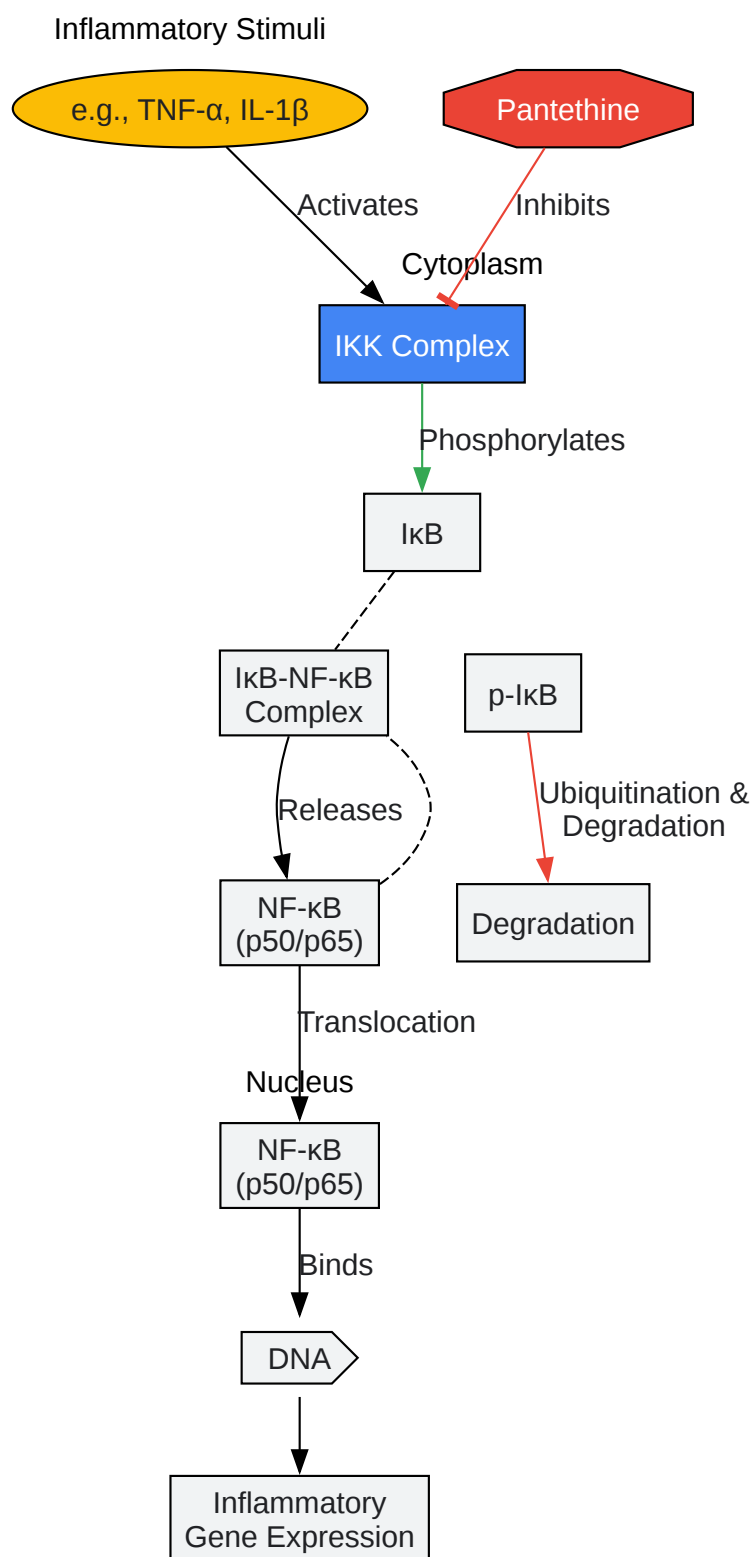 Inflammatory Stimuli
e.g., TNF-α, IL-1β
Pantethine
Activates
Inhibits
Cytoplasm
IKK Complex
Phosphorylates
IκB
IκB-NF-κB
Complex
p-IκB
Releases
Ubiquitination &
Degradation
NF-κB
(p50/p65)
Degradation
Translocation
Nucleus
NF-κB
(p50/p65)
Binds
DNA
Inflammatory
Gene Expression